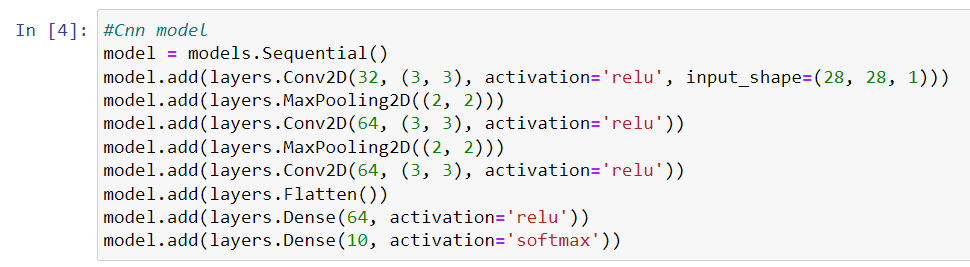 In [4]: #Cnn model
model = models.Sequential()
model.add(layers.Conv2D(32, (3, 3), activation='relu', input_shape=(28, 28, 1)))
model.add(layers.MaxPooling2D((2, 2)))
model.add(layers.Conv2D(64, (3, 3), activation='relu'))
model.add(layers.MaxPooling2D((2, 2)))
model.add(layers.Conv2D(64, (3, 3), activation='relu'))
model.add(layers.Flatten())
model.add(layers.Dense(64, activation='relu'))
model.add(layers.Dense(10, activation='softmax'))